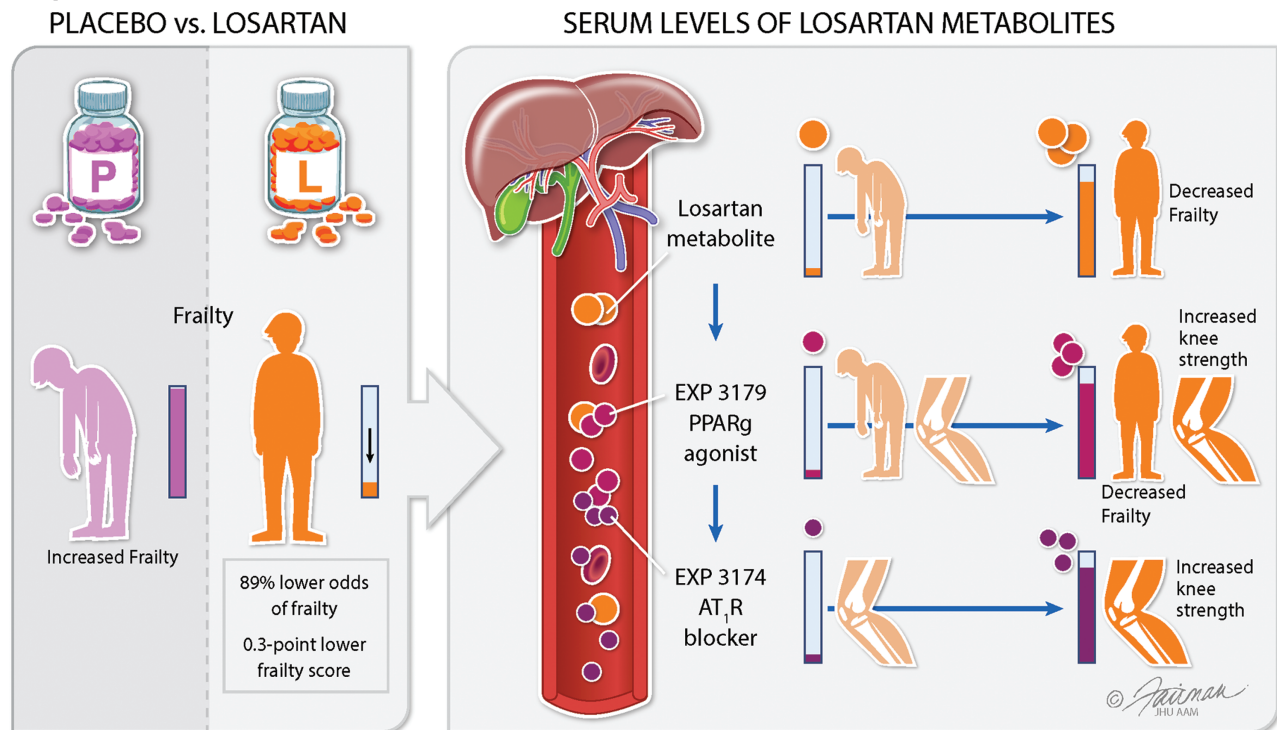 PLACEBO vs. LOSARTAN
P
L
Frailty
Increased Frailty
89% lower odds
of frailty
0.3-point lower
frailty score
SERUM LEVELS OF LOSARTAN METABOLITES
Losartan
metabolite
EXP 3179
PPARg
agonist
EXP 3174
AT₁R
blocker
Decreased
Frailty
Increased
knee
strength
Decreased
Frailty
Increased
knee
strength
© Fairman
JHU AAM